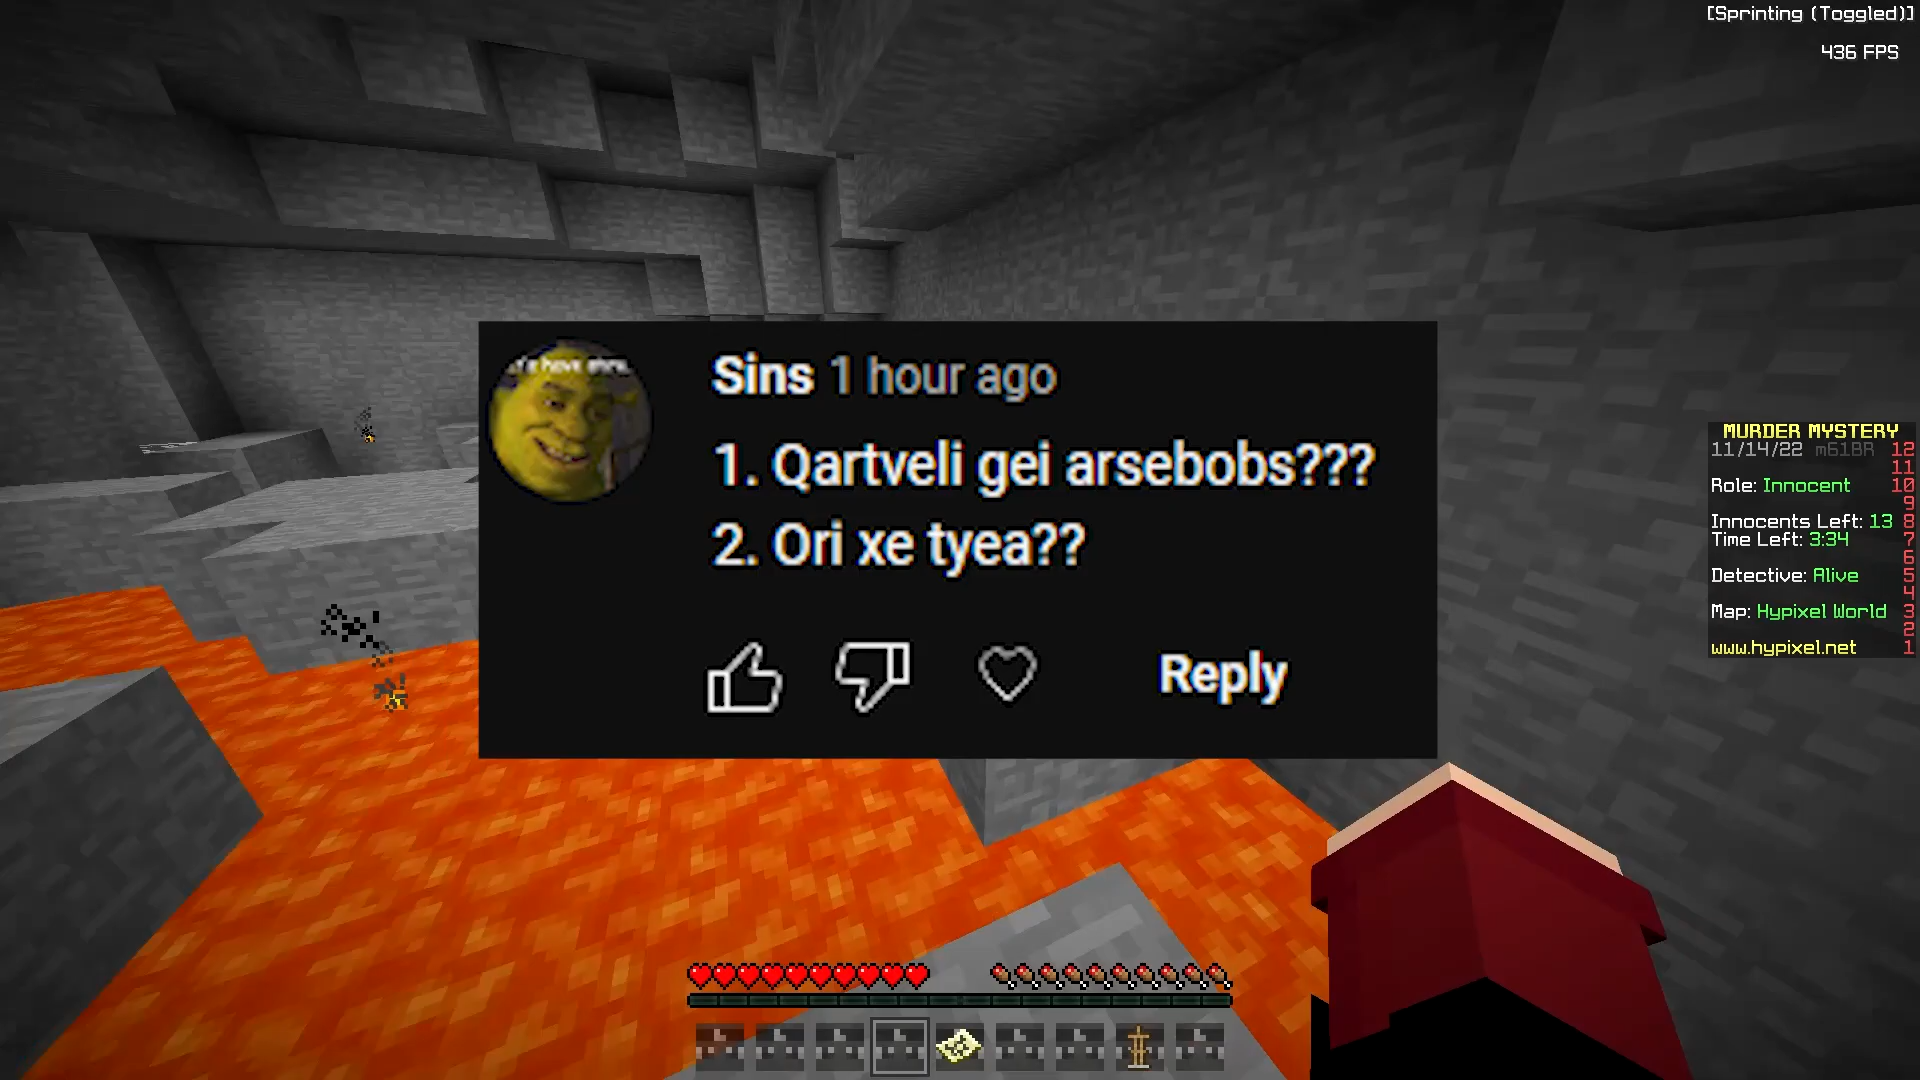 [Sprinting (Toggled)]
436 FPS
Sins 1 hour ago
1. Qartveli gei arsebobs???
2. Ori xe tyea??
Reply
MURDER MYSTERY
11/14/22 m61BR 12
11
Role: Innocent 10
9
Innocents Left: 13 8
Time Left: 3:34 7
6
Detective: Alive 5
4
Map: Hypixel World 3
2
www.hypixel.net 1